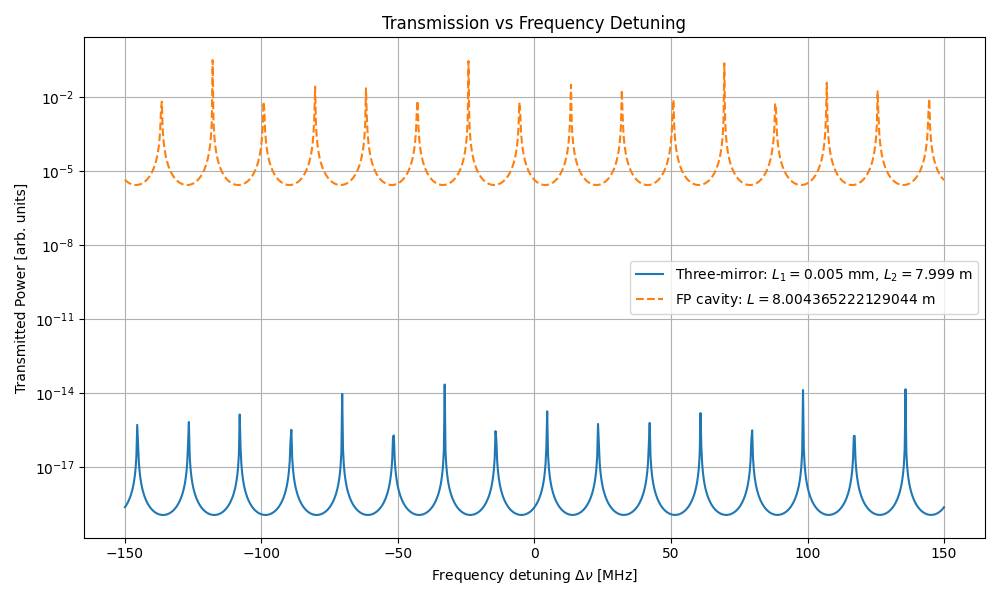 Transmission vs Frequency Detuning
Transmitted Power [arb. units]
10⁻²
10⁻⁵
10⁻⁸
10⁻¹¹
10⁻¹⁴
10⁻¹⁷
Three-mirror: L₁ = 0.005 mm, L₂ = 7.999 m
FP cavity: L = 8.004365222129044 m
−150 −100 −50 0 50 100 150
Frequency detuning Δν [MHz]